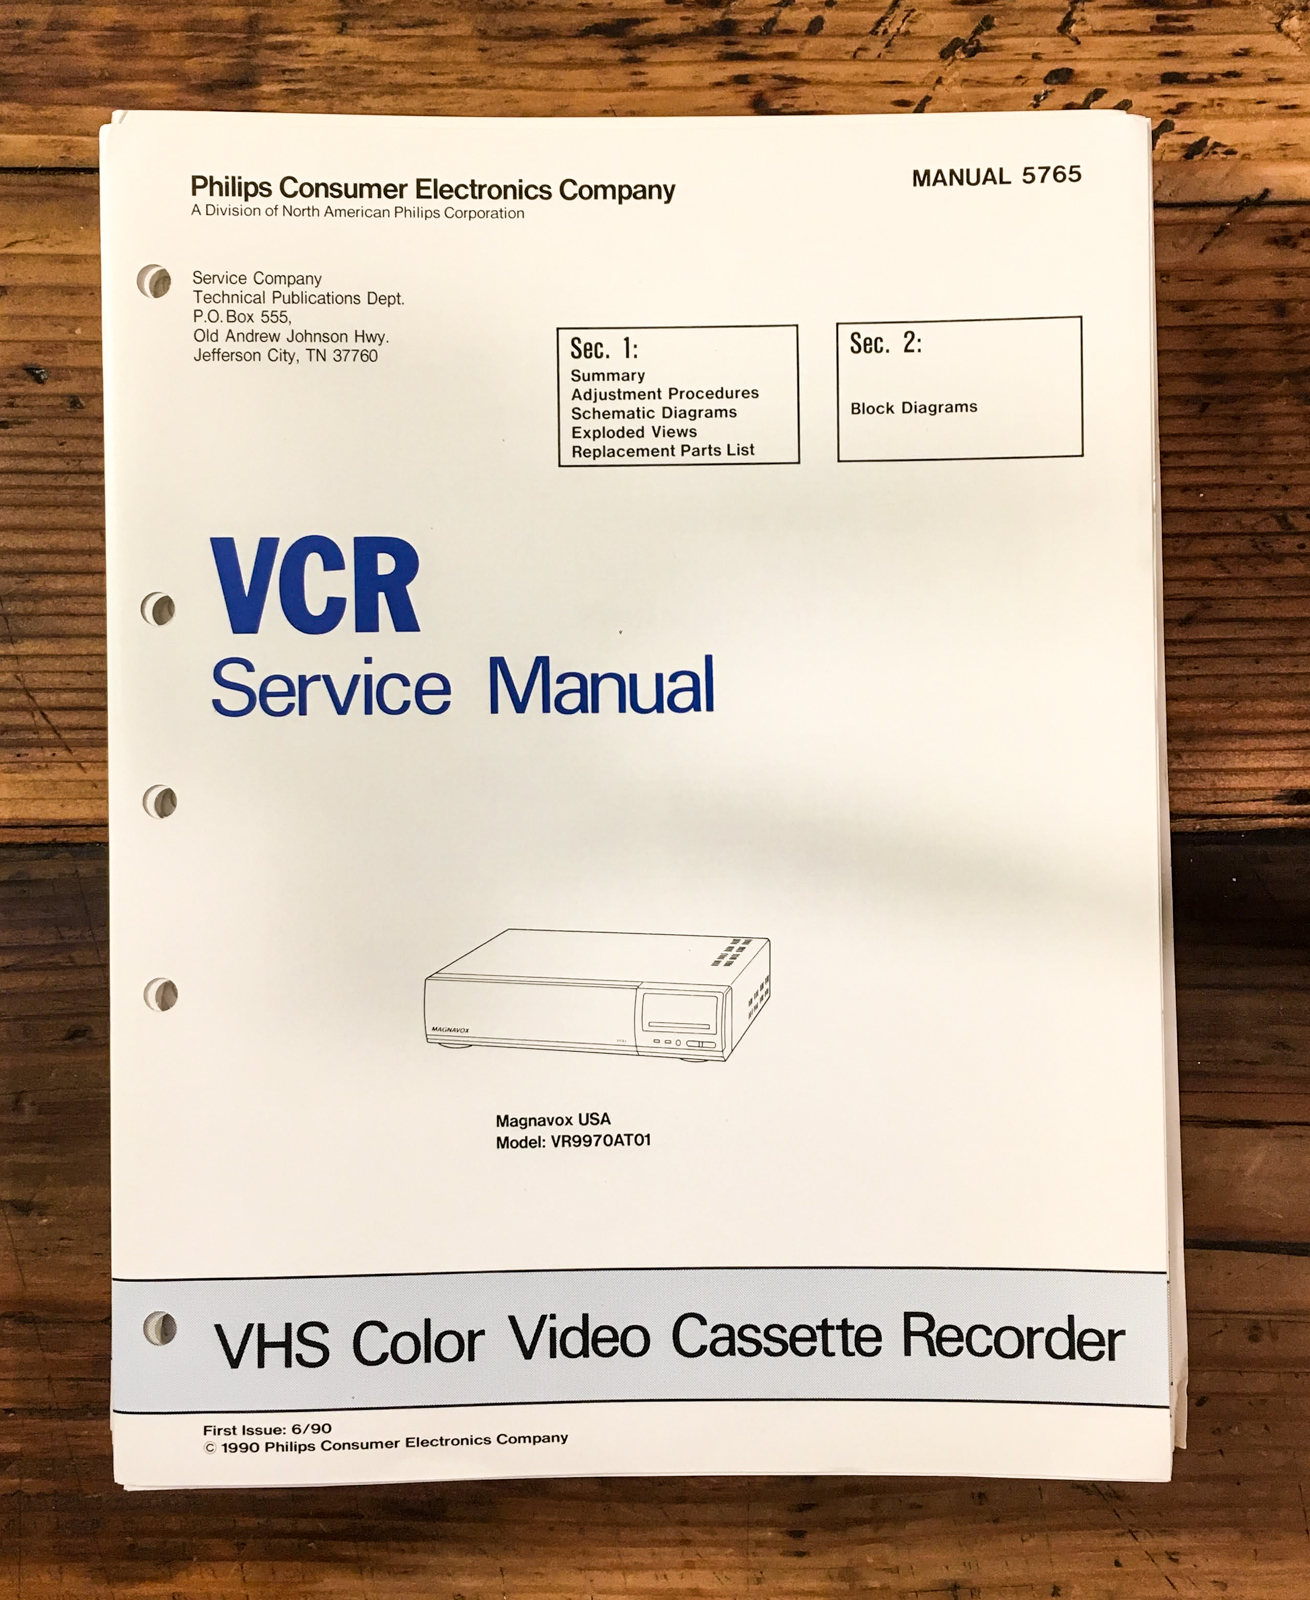 Philips Consumer Electronics Company
A Division of North American Philips Corporation
MANUAL 5765
Service Company
Technical Publications Dept.
P.O. Box 555,
Old Andrew Johnson Hwy.
Jefferson City, TN 37760
Sec. 1:
Summary
Adjustment Procedures
Schematic Diagrams
Exploded Views
Replacement Parts List
Sec. 2:
Block Diagrams
VCR
Service Manual
MAGNAVOX
Magnavox USA
Model: VR9970AT01
VHS Color Video Cassette Recorder
First Issue: 6/90
© 1990 Philips Consumer Electronics Company